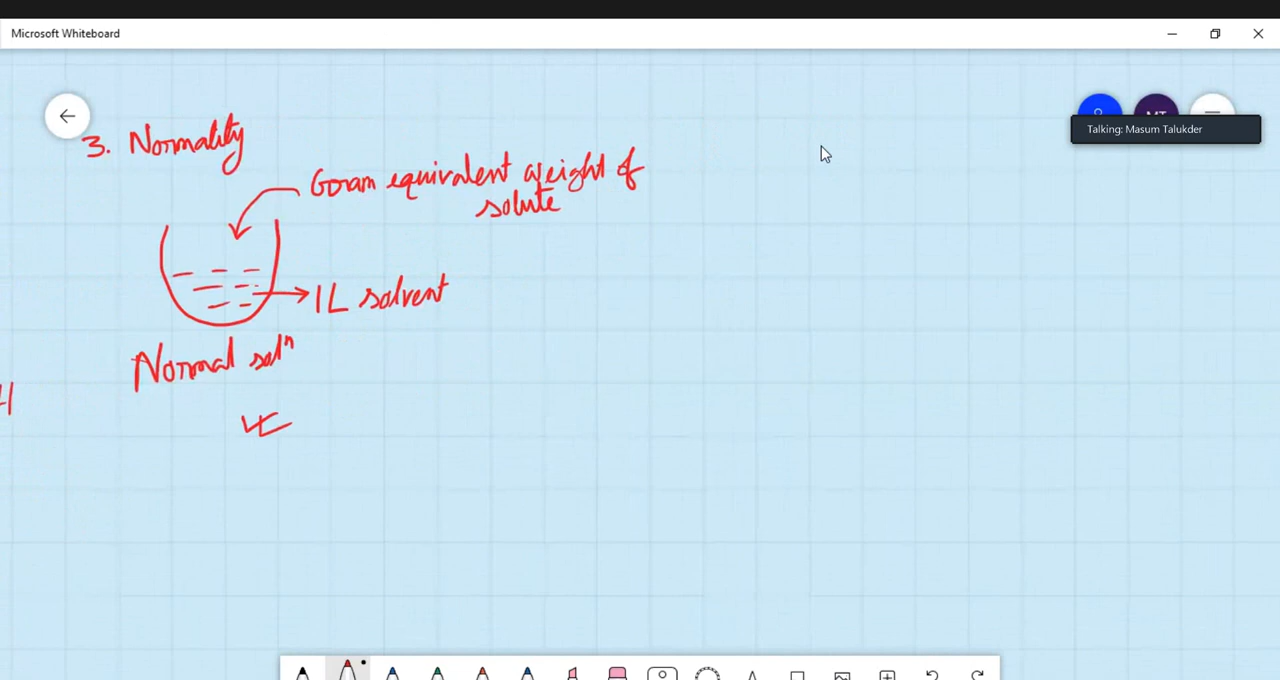 Microsoft Whiteboard
Talking: Masum Talukder
3. Normality
Gram equivalent weight of
solute
1L solvent
Normal solⁿ